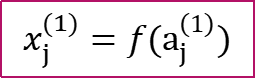 x_j^{(1)} = f(a_j^{(1)})